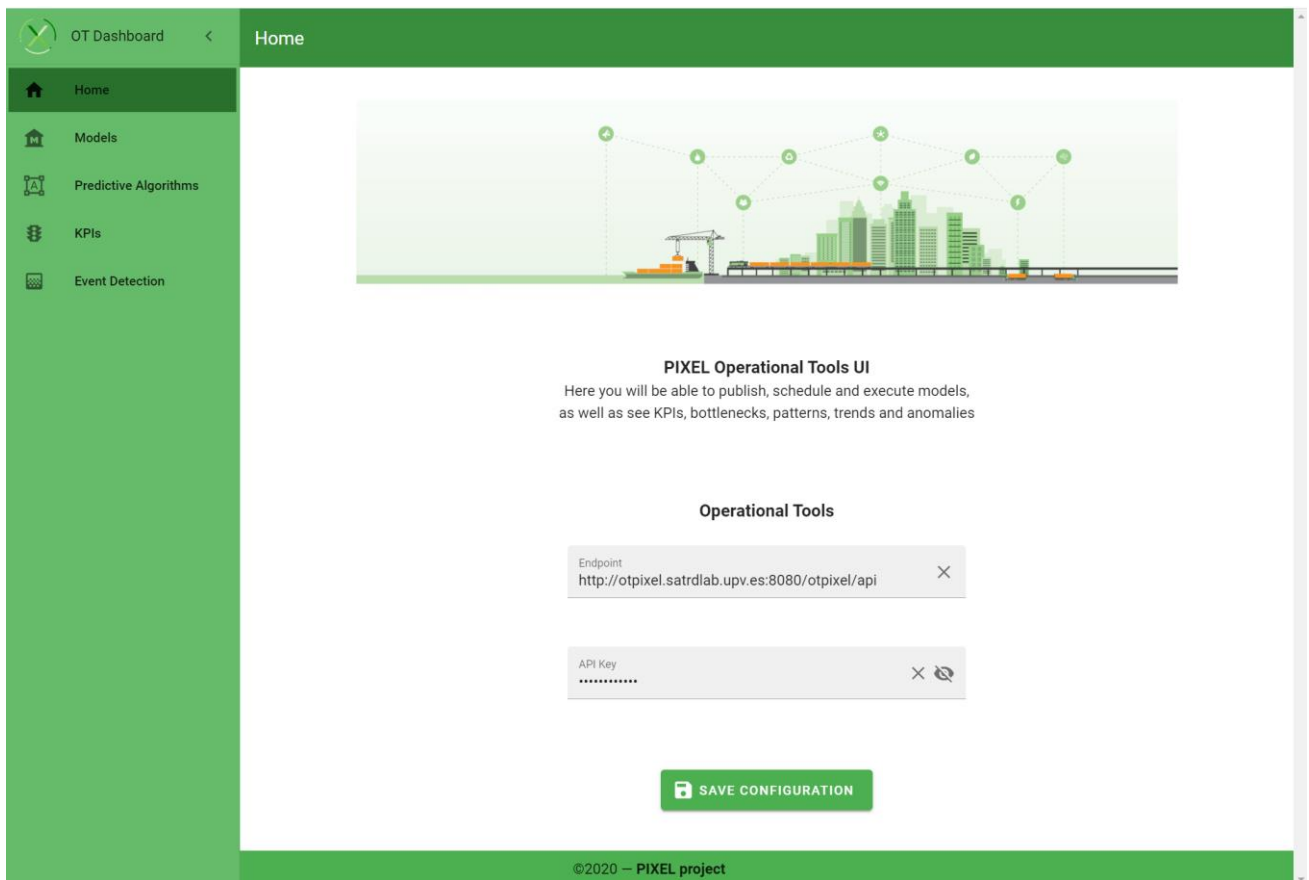 OT Dashboard
Home
Home
Models
Predictive Algorithms
KPIs
Event Detection
PIXEL Operational Tools UI
Here you will be able to publish, schedule and execute models,
as well as see KPIs, bottlenecks, patterns, trends and anomalies
Operational Tools
Endpoint
http://otpixel.satrdlab.upv.es:8080/otpixel/api
API Key
••••••••••••
SAVE CONFIGURATION
©2020 — PIXEL project